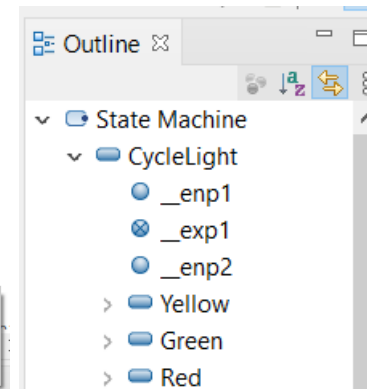 Outline
State Machine
CycleLight
__enp1
__exp1
__enp2
Yellow
Green
Red